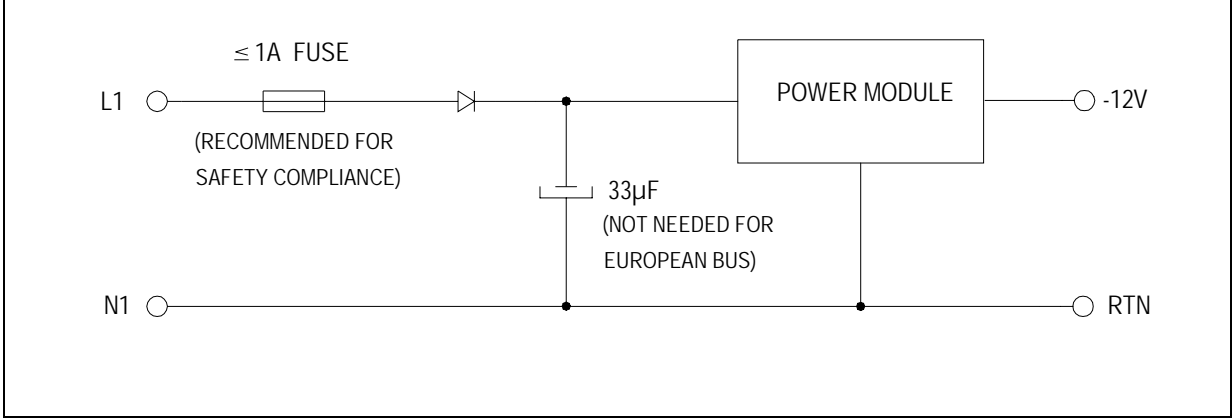 ≤ 1A FUSE
L1
(RECOMMENDED FOR
SAFETY COMPLIANCE)
POWER MODULE
-12V
33µF
(NOT NEEDED FOR
EUROPEAN BUS)
N1
RTN